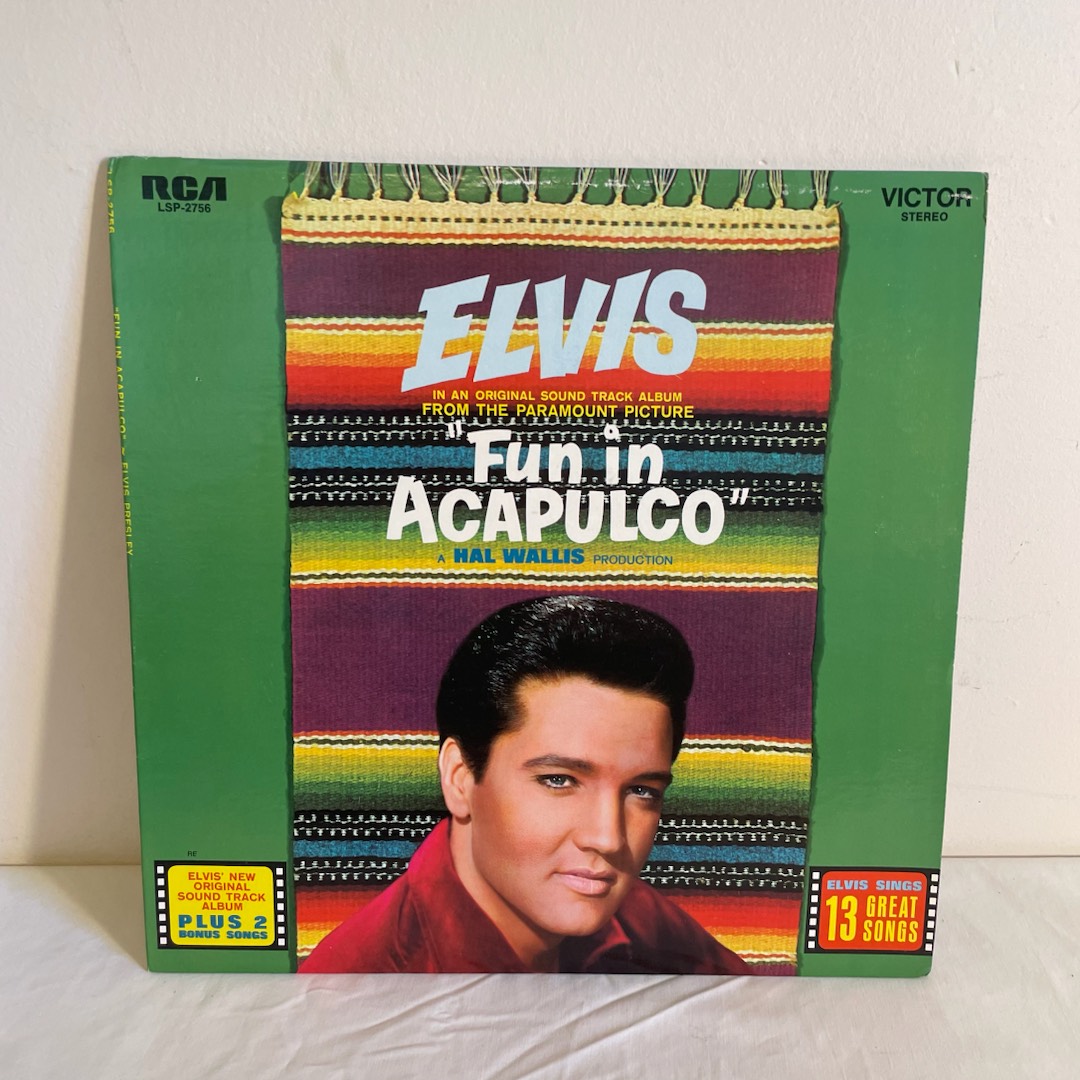 RCA
LSP-2756
VICTOR
STEREO
LSP-2756
"FUN IN ACAPULCO" ~ ELVIS PRESLEY
ELVIS
IN AN ORIGINAL SOUND TRACK ALBUM
FROM THE PARAMOUNT PICTURE
"Fun in
ACAPULCO"
A HAL WALLIS PRODUCTION
RE
ELVIS' NEW
ORIGINAL
SOUND TRACK
ALBUM
PLUS 2
BONUS SONGS
ELVIS SINGS
13 GREAT
SONGS